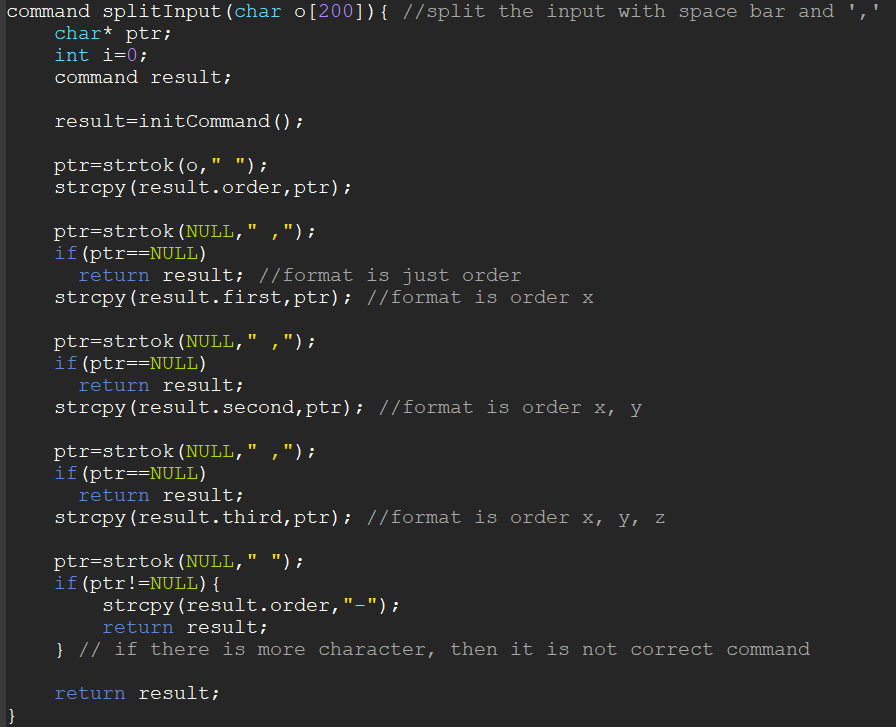 command splitInput(char o[200]){ //split the input with space bar and ','
    char* ptr;
    int i=0;
    command result;

    result=initCommand();

    ptr=strtok(o," ");
    strcpy(result.order,ptr);

    ptr=strtok(NULL," ,");
    if(ptr==NULL)
      return result; //format is just order
    strcpy(result.first,ptr); //format is order x

    ptr=strtok(NULL," ,");
    if(ptr==NULL)
      return result;
    strcpy(result.second,ptr); //format is order x, y

    ptr=strtok(NULL," ,");
    if(ptr==NULL)
      return result;
    strcpy(result.third,ptr); //format is order x, y, z

    ptr=strtok(NULL," ");
    if(ptr!=NULL){
        strcpy(result.order,"-");
        return result;
    } // if there is more character, then it is not correct command

    return result;
}